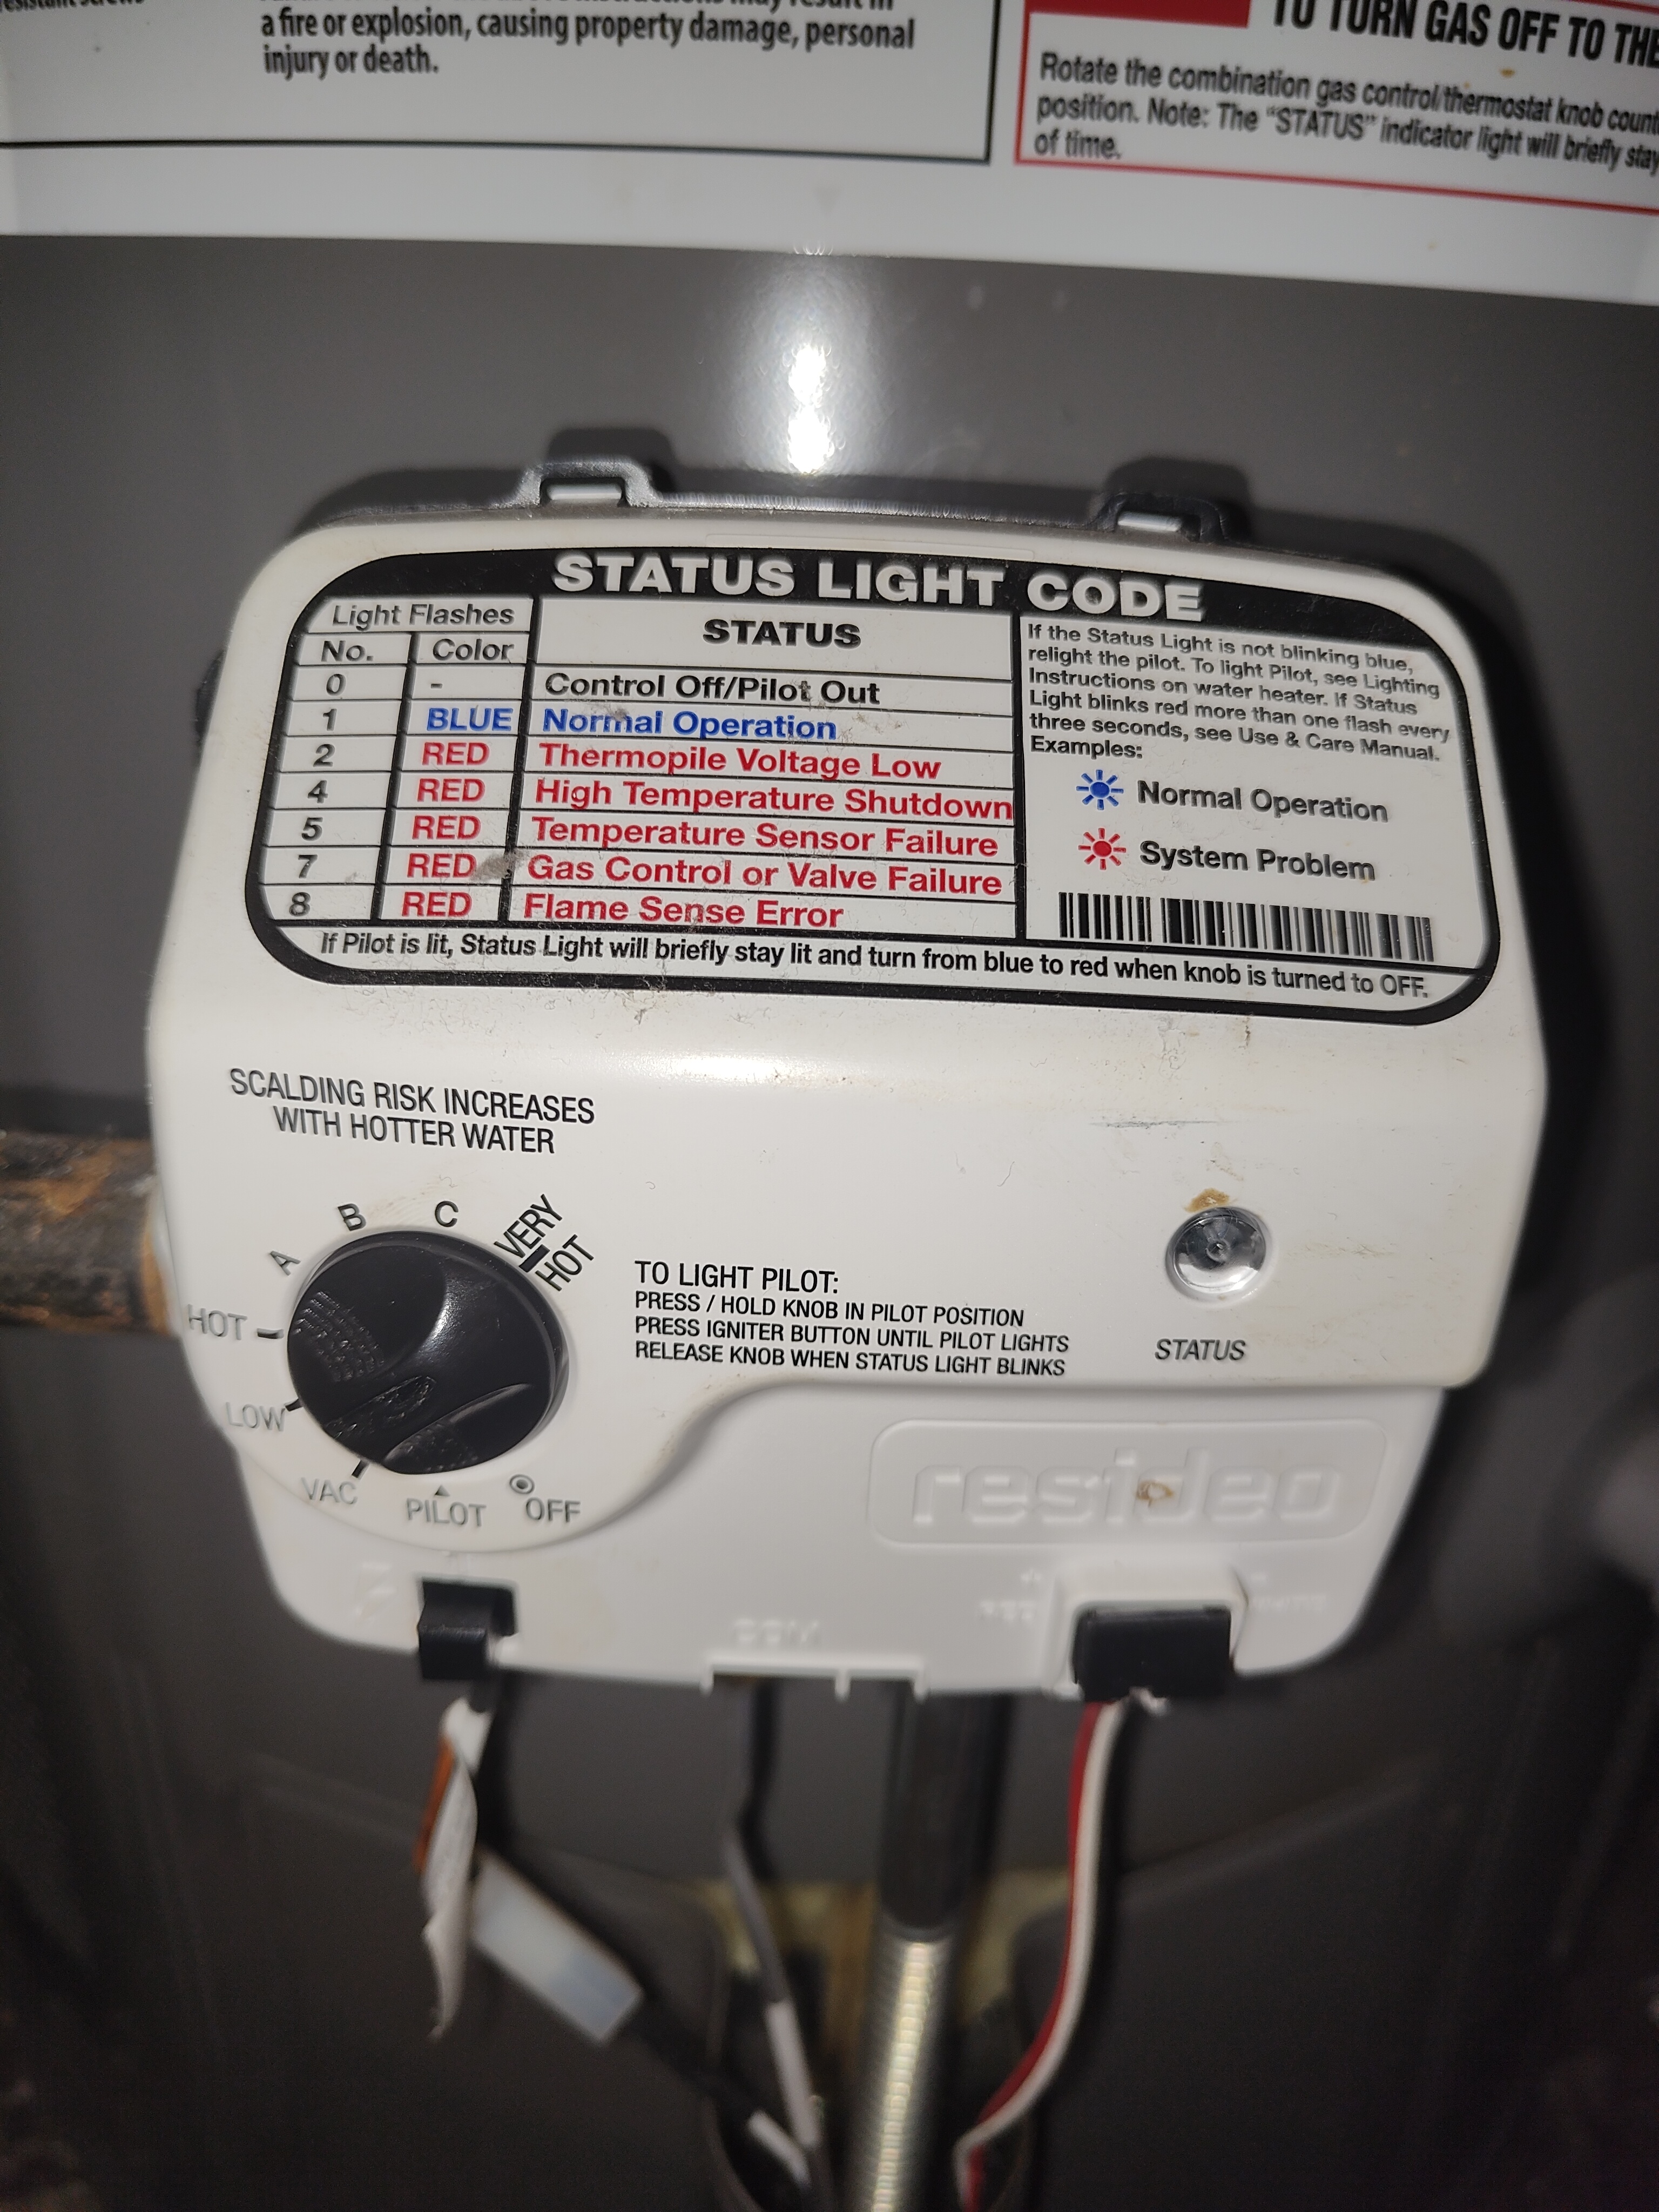 a fire or explosion, causing property damage, personal
injury or death.
TO TURN GAS OFF TO THE
Rotate the combination gas control/thermostat knob
position. Note: The "STATUS" indicator light will briefly stay
of time.
STATUS LIGHT CODE
Light Flashes
STATUS
No. Color
0 - Control Off/Pilot Out
1 BLUE Normal Operation
2 RED Thermopile Voltage Low
4 RED High Temperature Shutdown
5 RED Temperature Sensor Failure
7 RED Gas Control or Valve Failure
8 RED Flame Sense Error
If the Status Light is not blinking blue,
relight the pilot. To light Pilot, see Lighting
Instructions on water heater. If Status
Light blinks red more than one flash every
three seconds, see Use & Care Manual.
Examples:
Normal Operation
System Problem
If Pilot is lit, Status Light will briefly stay lit and turn from blue to red when knob is turned to OFF.
SCALDING RISK INCREASES
WITH HOTTER WATER
VERY
HOT
C
B
A
HOT
LOW
VAC
PILOT
OFF
TO LIGHT PILOT:
PRESS / HOLD KNOB IN PILOT POSITION
PRESS IGNITER BUTTON UNTIL PILOT LIGHTS
RELEASE KNOB WHEN STATUS LIGHT BLINKS
STATUS
resideo
COM
RED
WHITE